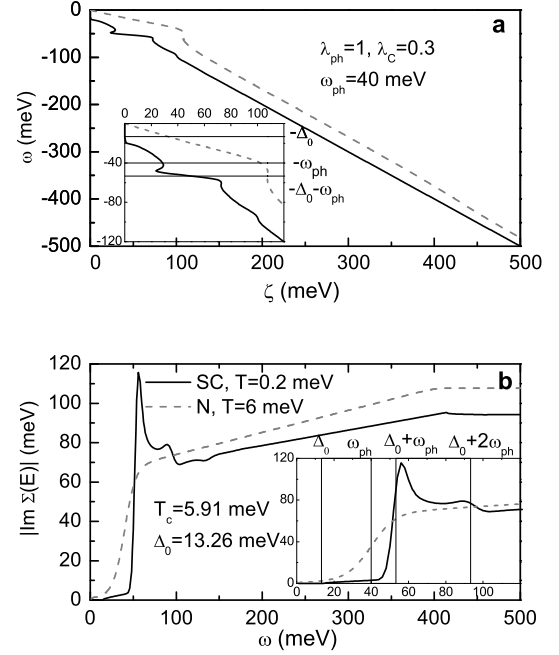 a
λph=1, λC=0.3
ωph=40 meV
0
-100
-200
-300
-400
-500
ω (meV)
0 20 40 60 80 100
0
-40
-80
-120
-Δ0
-ωph
-Δ0-ωph
0 100 200 300 400 500
ζ (meV)
b
120
100
80
60
40
20
0
|Im Σ(E)| (meV)
SC, T=0.2 meV
N, T=6 meV
Tc=5.91 meV
Δ0=13.26 meV
Δ0 ωph Δ0+ωph Δ0+2ωph
120
80
40
0
0 20 40 60 80 100
0 100 200 300 400 500
ω (meV)